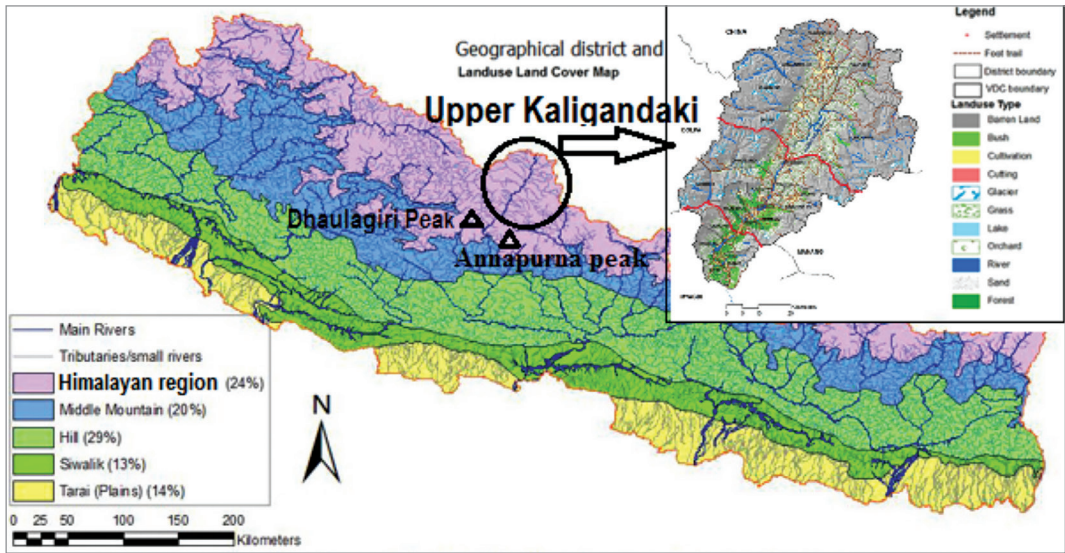 Geographical district and
Landuse Land Cover Map
Upper Kaligandaki
Dhaulagiri Peak
Annapurna peak
Main Rivers
Tributaries/small rivers
Himalayan region (24%)
Middle Mountain (20%)
Hill (29%)
Siwalik (13%)
Tarai (Plains) (14%)
0 25 50 100 150 200
Kilometers
N
CHINA
DOLPA
MANANG
Legend
Settlement
Foot trail
District boundary
VDC boundary
Landuse Type
Barren Land
Bush
Cultivation
Cutting
Glacier
Grass
Lake
Orchard
River
Sand
Forest